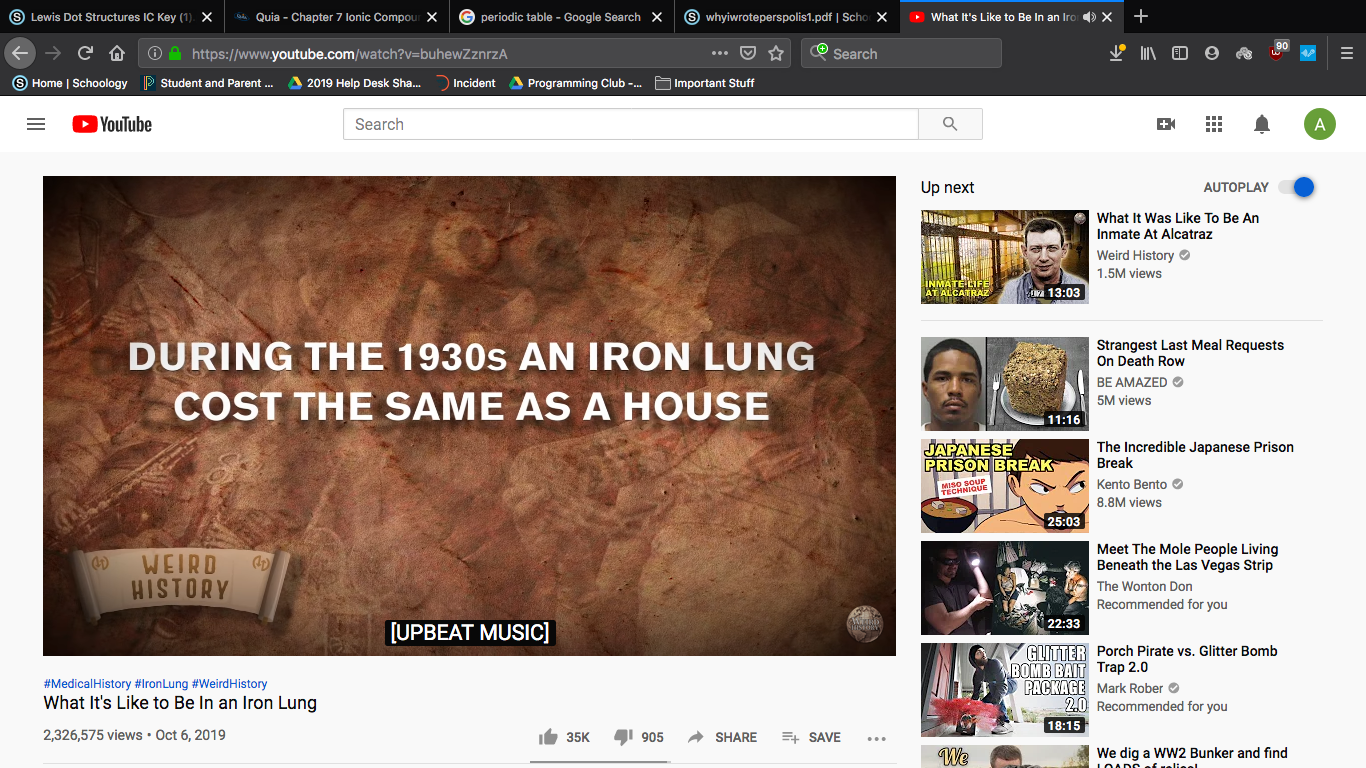 Lewis Dot Structures IC Key (1).
Quia - Chapter 7 Ionic Compou
periodic table - Google Search
whyiwroteperspolis1.pdf | Scho
What It's Like to Be In an Iro
https://www.youtube.com/watch?v=buhewZznrzA
Search
90
Home | Schoology
Student and Parent ...
2019 Help Desk Sha...
Incident
Programming Club -...
Important Stuff
YouTube
Search
A
DURING THE 1930s AN IRON LUNG
COST THE SAME AS A HOUSE
WEIRD
HISTORY
[UPBEAT MUSIC]
WEIRD
HISTORY
#MedicalHistory #IronLung #WeirdHistory
What It's Like to Be In an Iron Lung
2,326,575 views • Oct 6, 2019
35K
905
SHARE
SAVE
Up next
AUTOPLAY
INMATE LIFE
AT ALCATRAZ
13:03
What It Was Like To Be An
Inmate At Alcatraz
Weird History
1.5M views
11:16
Strangest Last Meal Requests
On Death Row
BE AMAZED
5M views
JAPANESE
PRISON BREAK
MISO SOUP
TECHNIQUE
25:03
The Incredible Japanese Prison
Break
Kento Bento
8.8M views
22:33
Meet The Mole People Living
Beneath the Las Vegas Strip
The Wonton Don
Recommended for you
GLITTER
BOMB BAIT
PACKAGE
2.0
18:15
Porch Pirate vs. Glitter Bomb
Trap 2.0
Mark Rober
Recommended for you
We
We dig a WW2 Bunker and find
LOADS of relics!